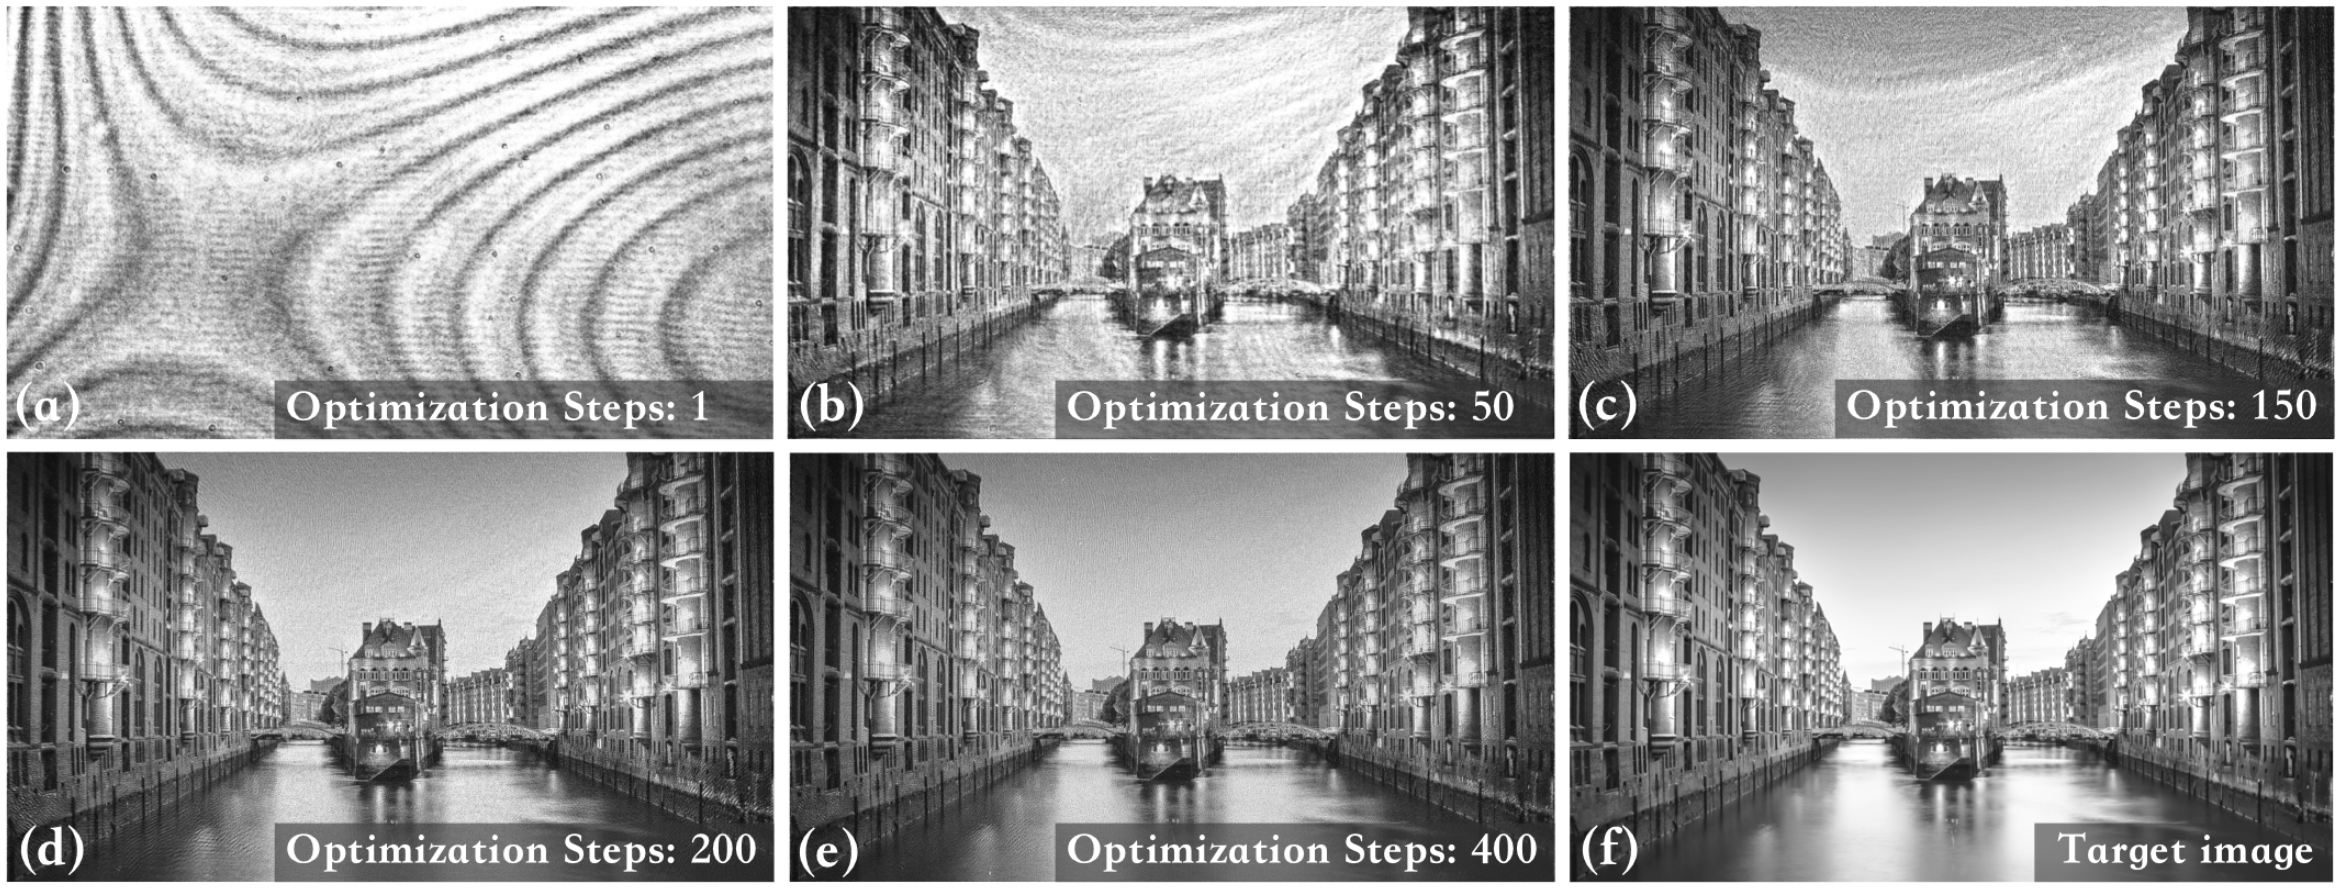 (a) Optimization Steps: 1
(b) Optimization Steps: 50
(c) Optimization Steps: 150
(d) Optimization Steps: 200
(e) Optimization Steps: 400
(f) Target image